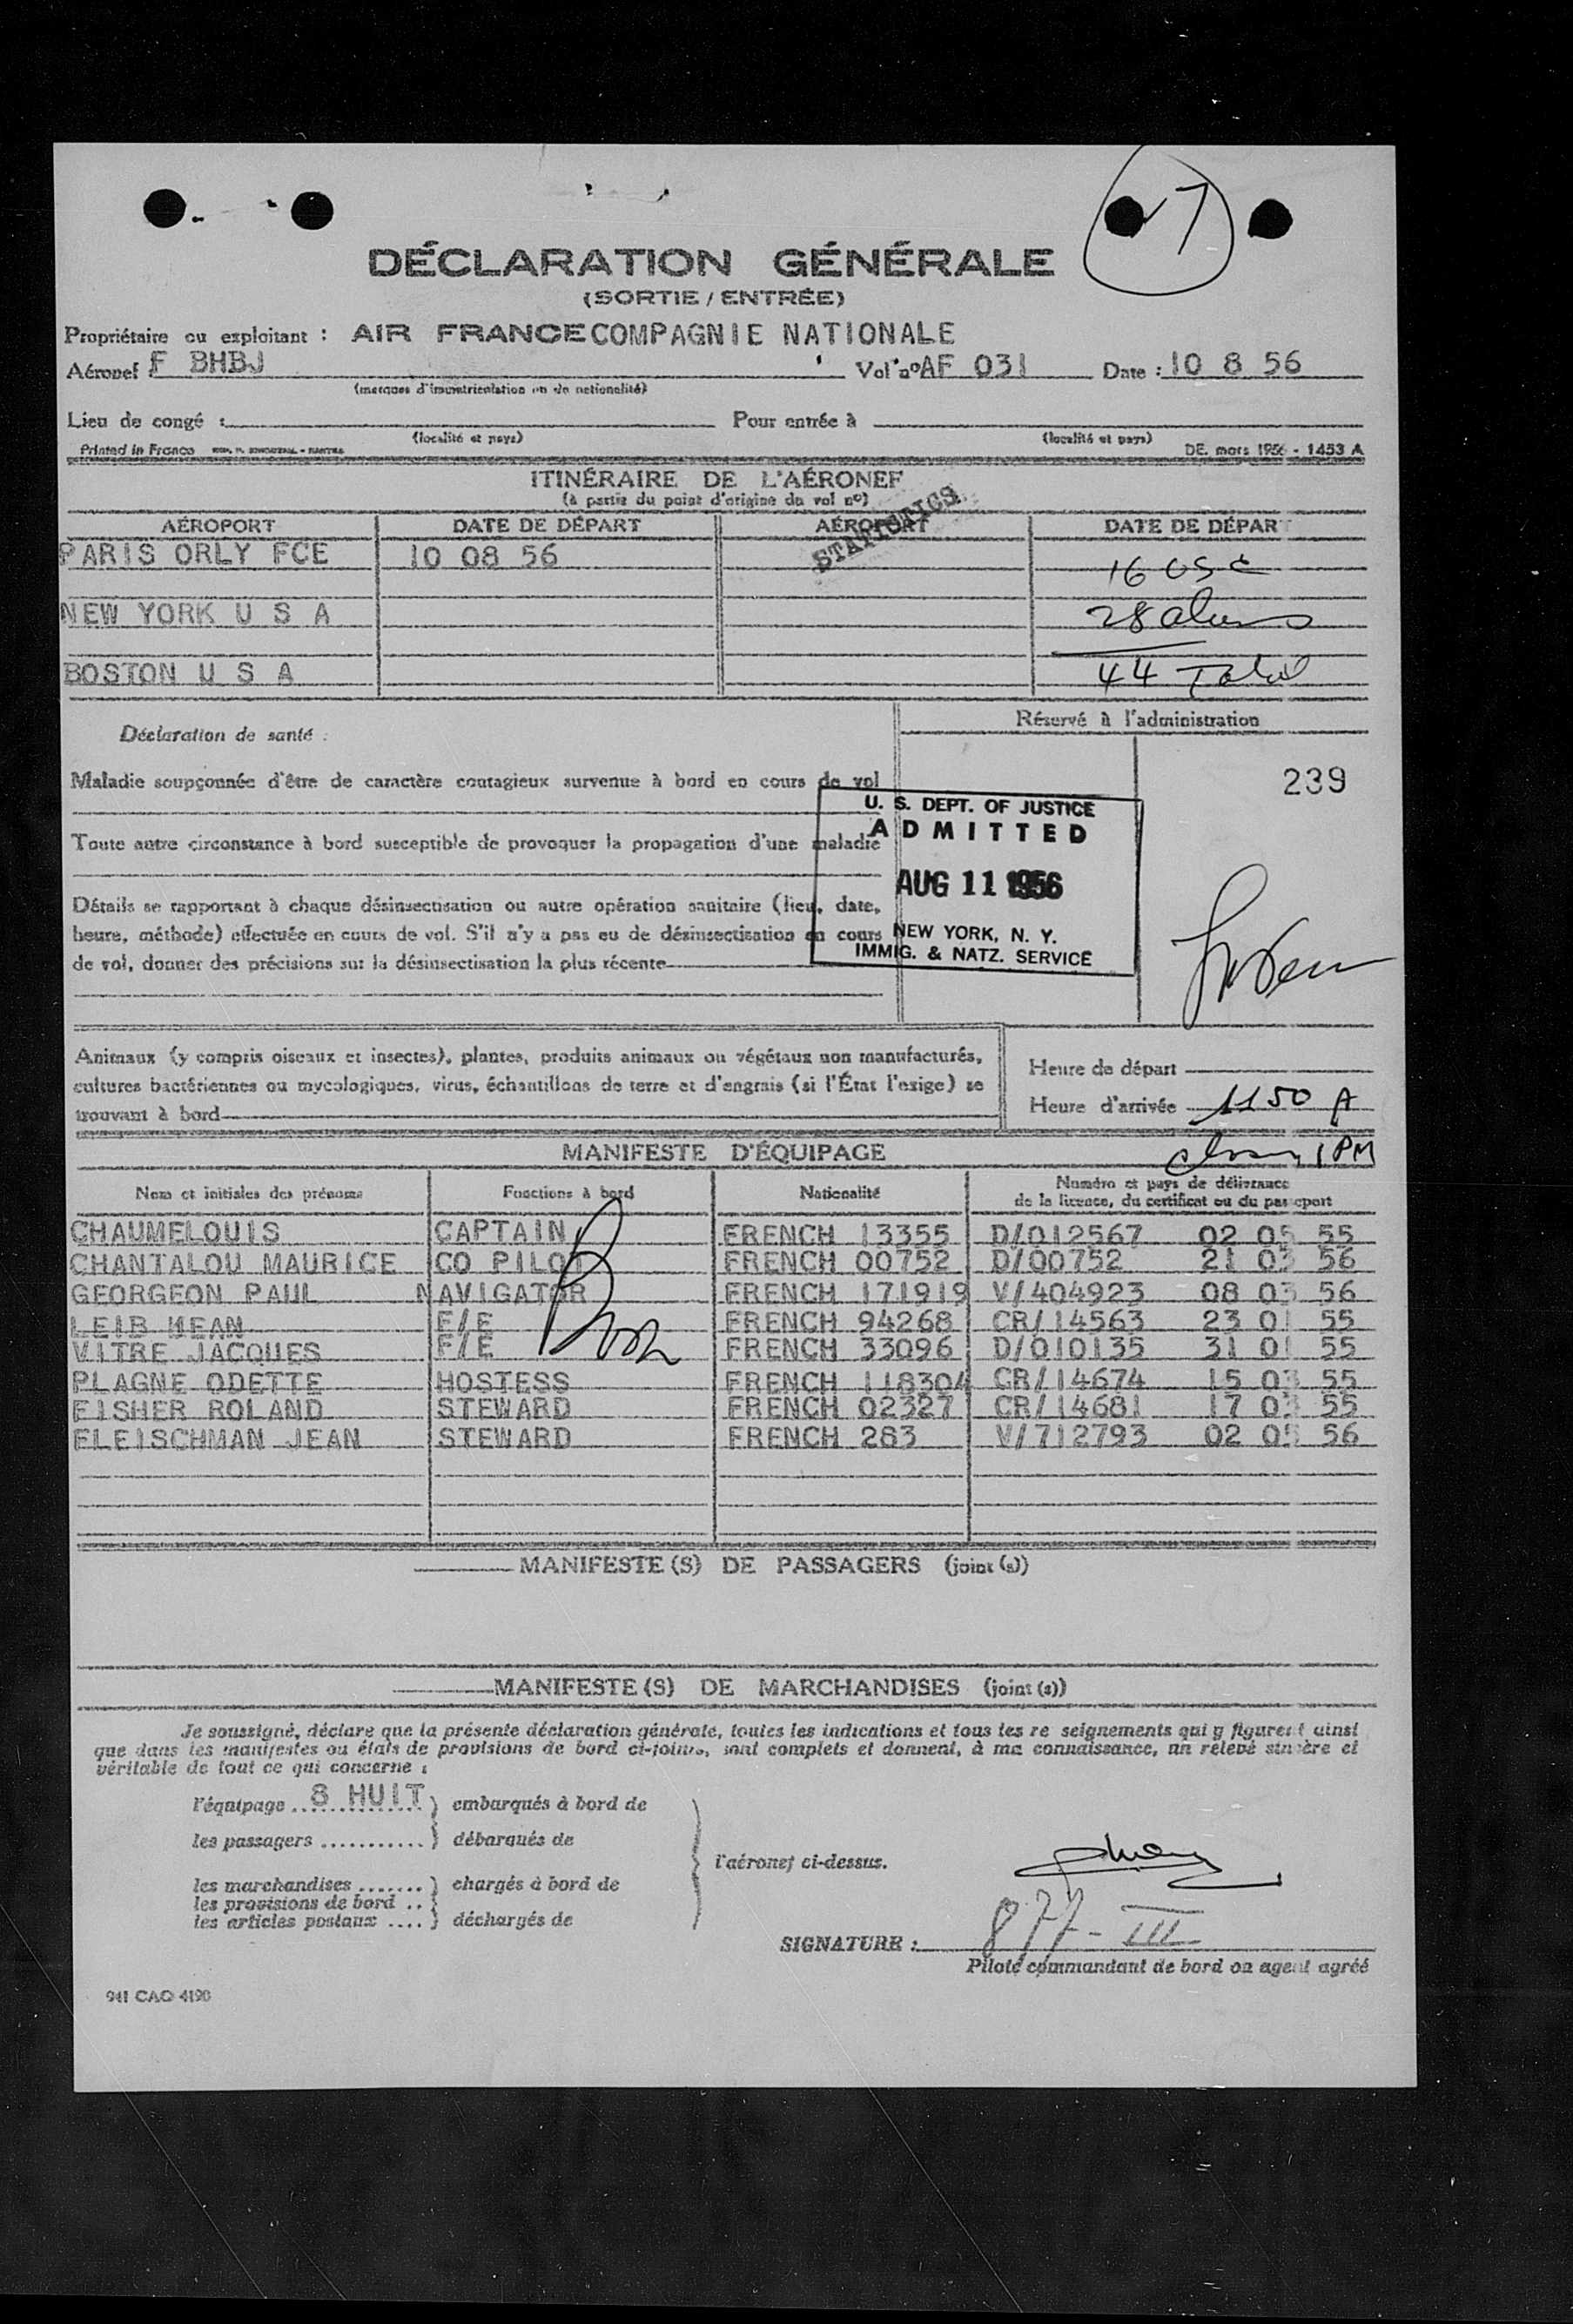 7
DÉCLARATION GÉNÉRALE
(SORTIE / ENTRÉE)
Propriétaire ou exploitant : AIR FRANCE COMPAGNIE NATIONALE
Aéronef F BHBJ Vol n° AF 031 Date : 10 8 56
(marques d'immatriculation ou de nationalité)
Lieu de congé : Pour entrée à
(localité et pays) (localité et pays)
Printed in France DE. mars 1956 - 1453 A
ITINÉRAIRE DE L'AÉRONEF
(à partir du point d'origine du vol n°)
STATISTICS
AÉROPORT DATE DE DÉPART AÉROPORT DATE DE DÉPART
PARIS ORLY FCE 10 08 56 16 USC
NEW YORK U S A 28 aliens
BOSTON U S A 44 Total
Déclaration de santé : Réservé à l'administration
Maladie soupçonnée d'être de caractère contagieux survenue à bord en cours de vol
239
U. S. DEPT. OF JUSTICE
ADMITTED
Toute autre circonstance à bord susceptible de provoquer la propagation d'une maladie
AUG 11 1956
Détails se rapportant à chaque désinsectisation ou autre opération sanitaire (lieu, date,
heure, méthode) effectuée en cours de vol. S'il n'y a pas eu de désinsectisation en cours
NEW YORK, N. Y.
IMMIG. & NATZ. SERVICE
de vol, donner des précisions sur la désinsectisation la plus récente
Animaux (y compris oiseaux et insectes), plantes, produits animaux ou végétaux non manufacturés,
cultures bactériennes ou mycologiques, virus, échantillons de terre et d'engrais (si l'État l'exige) se
trouvant à bord
Heure de départ
Heure d'arrivée 1150 A
1 PM
MANIFESTE D'ÉQUIPAGE
Nom et initiales des prénoms Fonctions à bord Nationalité Numéro et pays de délivrance
de la licence, du certificat ou du passeport
CHAUMELOUIS CAPTAIN FRENCH 13355 D/012567 02 05 55
CHANTALOU MAURICE CO PILOT FRENCH 00752 D/00752 21 03 56
GEORGEON PAUL NAVIGATOR FRENCH 171919 V/404923 08 03 56
LEIB JEAN F/E FRENCH 94268 CR/14563 23 01 55
VITRE JACQUES F/E FRENCH 33096 D/010135 31 01 55
PLAGNE ODETTE HOSTESS FRENCH 118304 CR/14674 15 03 55
FISHER ROLAND STEWARD FRENCH 02327 CR/14681 17 03 55
FLEISCHMAN JEAN STEWARD FRENCH 283 V/712793 02 05 56
MANIFESTE (S) DE PASSAGERS (joint (s))
MANIFESTE (S) DE MARCHANDISES (joint (s))
Je soussigné, déclare que la présente déclaration générale, toutes les indications et tous les re seignements qui y figurent ainsi
que dans les manifestes ou états de provisions de bord ci-joints, sont complets et donnent, à ma connaissance, un relevé sincère et
véritable de tout ce qui concerne :
l'équipage 8 HUIT ) embarqués à bord de
les passagers ............ ) débarqués de
l'aéronef ci-dessus.
les marchandises ....... ) chargés à bord de
les provisions de bord .. }
les articles postaux .... } déchargés de
SIGNATURE : 877 - III
Pilote commandant de bord ou agent agréé
941 CAO 4190